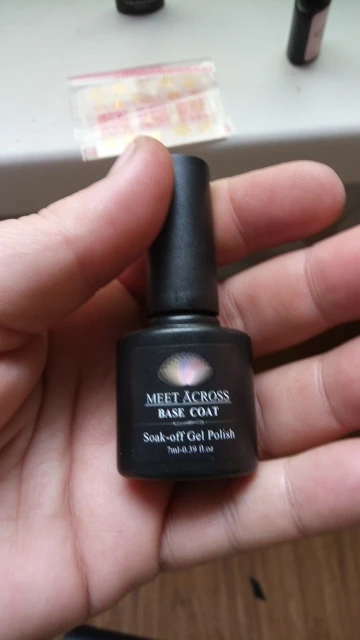 MEET ACROSS
BASE COAT
Soak-off Gel Polish
7ml-0.39 fl.oz